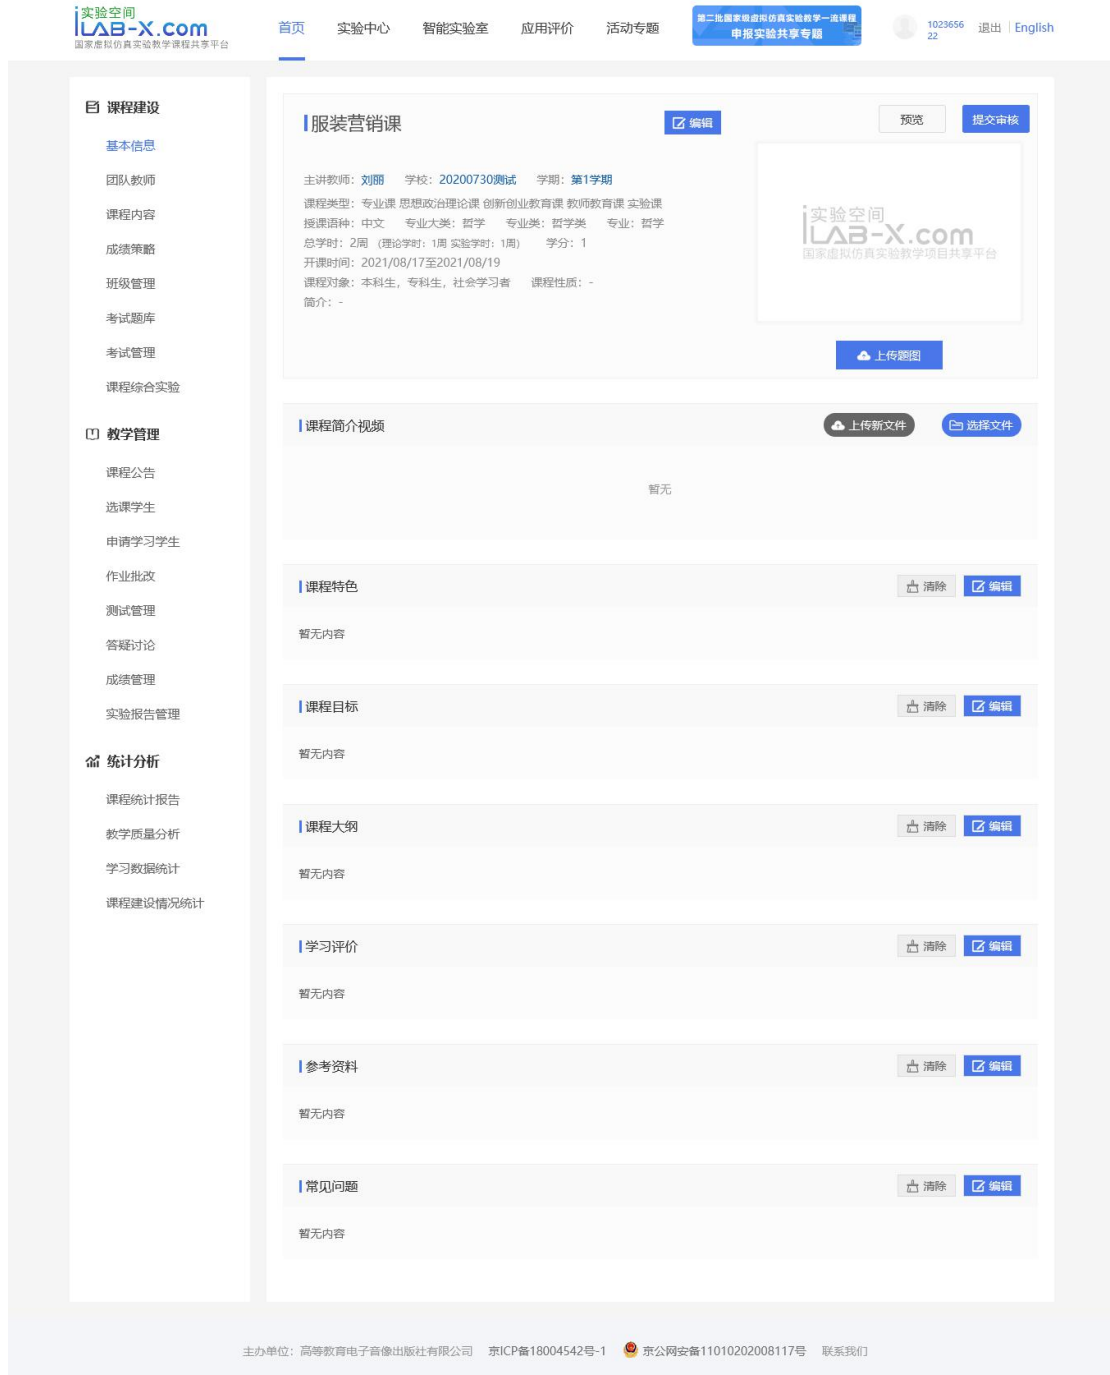 实验空间
iLAB-X.com
国家虚拟仿真实验教学课程共享平台
首页 实验中心 智能实验室 应用评价 活动专题
第二批国家级虚拟仿真实验教学一流课程
申报实验共享专题
1023656
22
退出 | English
课程建设
基本信息
团队教师
课程内容
成绩策略
班级管理
考试题库
考试管理
课程综合实验
教学管理
课程公告
选课学生
申请学习学生
作业批改
测试管理
答疑讨论
成绩管理
实验报告管理
统计分析
课程统计报告
教学质量分析
学习数据统计
课程建设情况统计
服装营销课 编辑
预览 提交审核
主讲教师：刘丽 学校：20200730测试 学期：第1学期
课程类型：专业课 思想政治理论课 创新创业教育课 教师教育课 实验课
授课语种：中文 专业大类：哲学 专业类：哲学类 专业：哲学
总学时：2周 (理论学时：1周 实验学时：1周) 学分：1
开课时间：2021/08/17至2021/08/19
课程对象：本科生，专科生，社会学习者 课程性质：-
简介：-
实验空间
iLAB-X.com
国家虚拟仿真实验教学项目共享平台
上传题图
课程简介视频 上传新文件 选择文件
暂无
课程特色 清除 编辑
暂无内容
课程目标 清除 编辑
暂无内容
课程大纲 清除 编辑
暂无内容
学习评价 清除 编辑
暂无内容
参考资料 清除 编辑
暂无内容
常见问题 清除 编辑
暂无内容
主办单位：高等教育电子音像出版社有限公司 京ICP备18004542号-1 京公网安备11010202008117号 联系我们